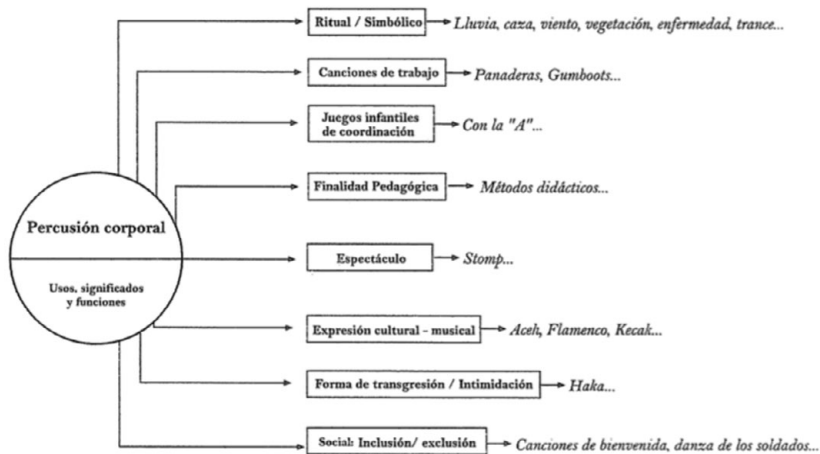 Ritual / Simbólico
Lluvia, caza, viento, vegetación, enfermedad, trance...
Canciones de trabajo
Panaderas, Gumboots...
Juegos infantiles
de coordinación
Con la "A"...
Finalidad Pedagógica
Métodos didácticos...
Percusión corporal
Usos, significados
y funciones
Espectáculo
Stomp...
Expresión cultural - musical
Aceh, Flamenco, Kecak...
Forma de transgresión / Intimidación
Haka...
Social: Inclusión/ exclusión
Canciones de bienvenida, danza de los soldados...